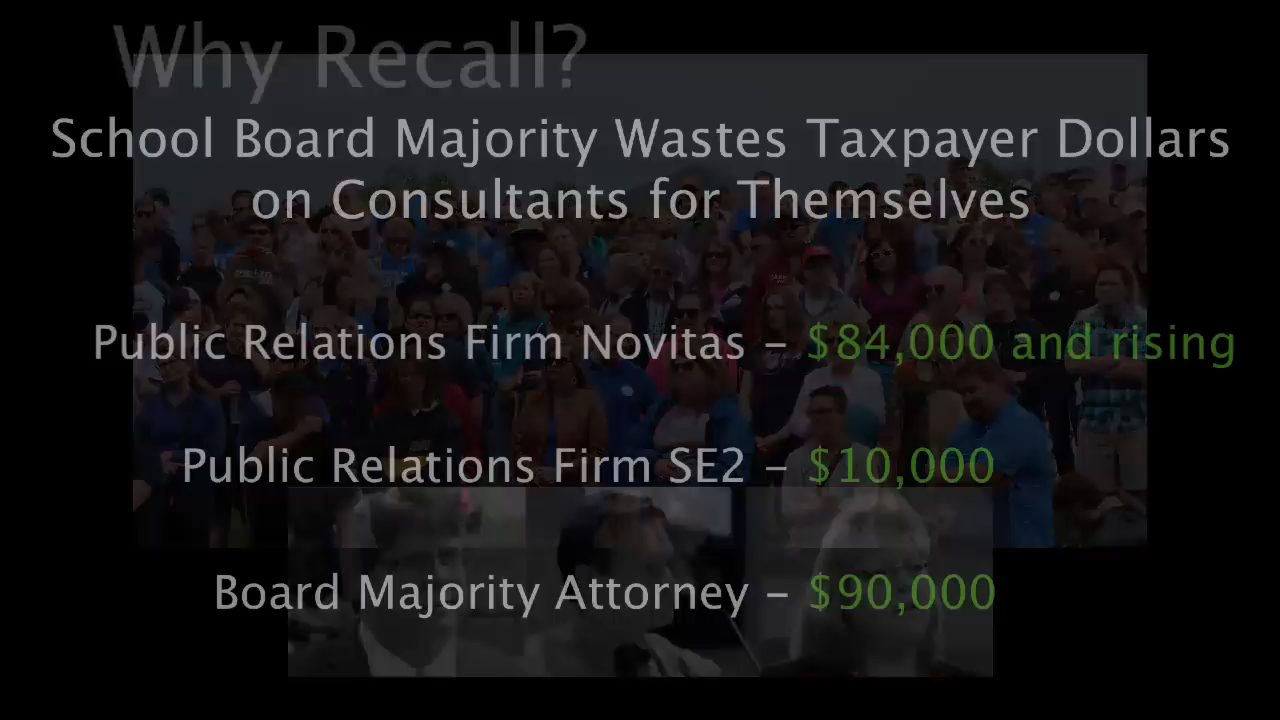 Why Recall?
School Board Majority Wastes Taxpayer Dollars
on Consultants for Themselves
Public Relations Firm Novitas – $84,000 and rising
Public Relations Firm SE2 – $10,000
Board Majority Attorney – $90,000